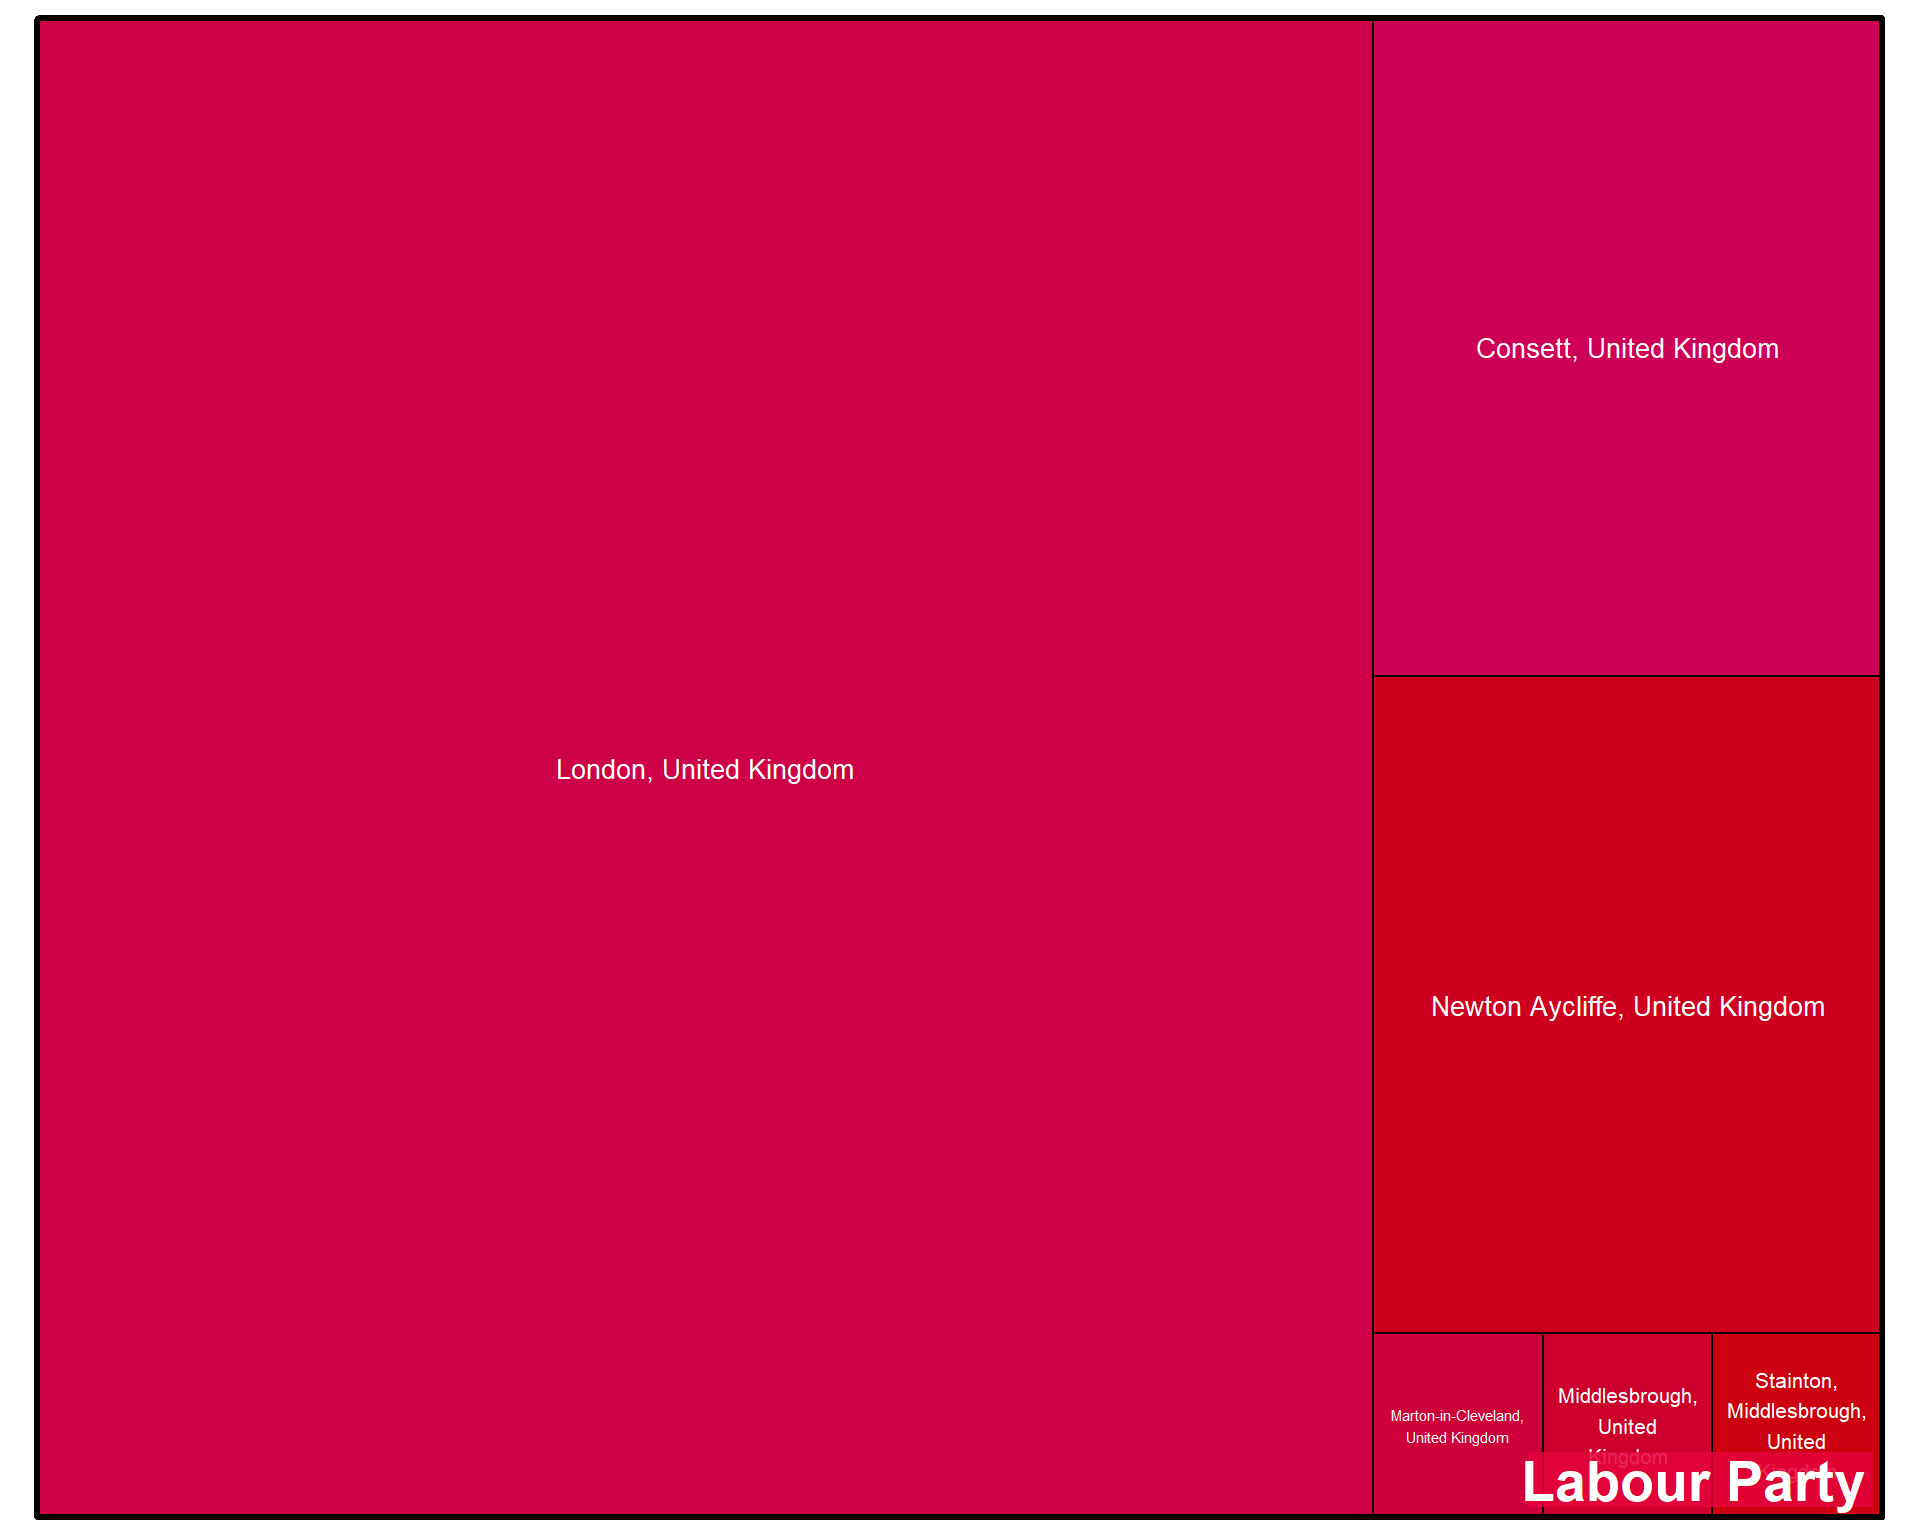 London, United Kingdom
Consett, United Kingdom
Newton Aycliffe, United Kingdom
Marton-in-Cleveland,
United Kingdom
Middlesbrough,
United
Kingdom
Stainton,
Middlesbrough,
United
Kingdom
Labour Party